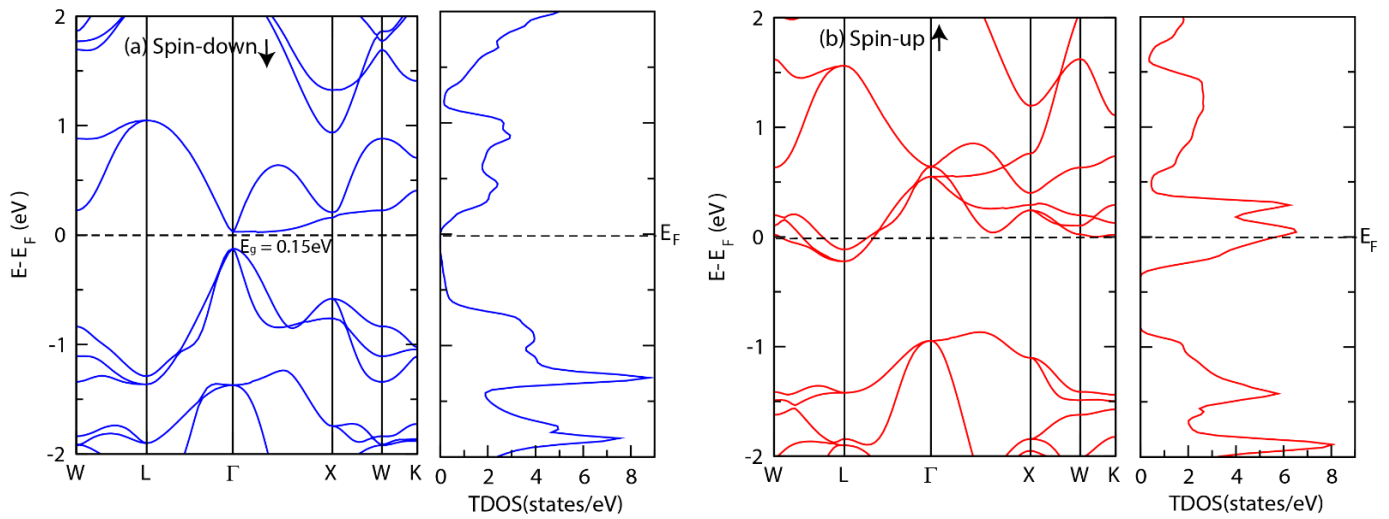 2
1
0
-1
-2
E-E_F (eV)
(a) Spin-down ↓
E_g = 0.15eV
W L Γ X W K
E_F
0 2 4 6 8
TDOS(states/eV)
2
1
0
-1
-2
E-E_F (eV)
(b) Spin-up ↑
W L Γ X W K
E_F
0 2 4 6 8
TDOS(states/eV)